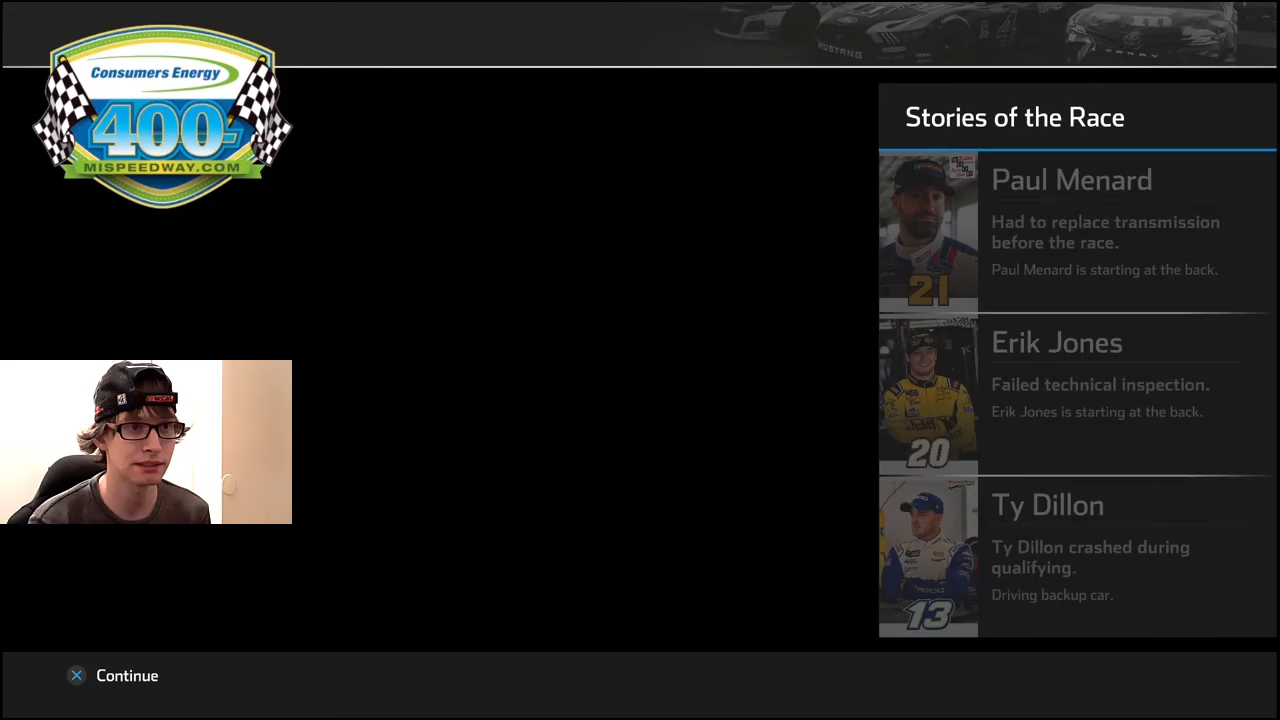 MUSTANG
4
Consumers Energy
400
MISPEEDWAY.COM
Stories of the Race
Paul Menard
Had to replace transmission
before the race.
Paul Menard is starting at the back.
21
Erik Jones
Failed technical inspection.
Erik Jones is starting at the back.
20
Ty Dillon
Ty Dillon crashed during
qualifying.
Driving backup car.
13
Continue